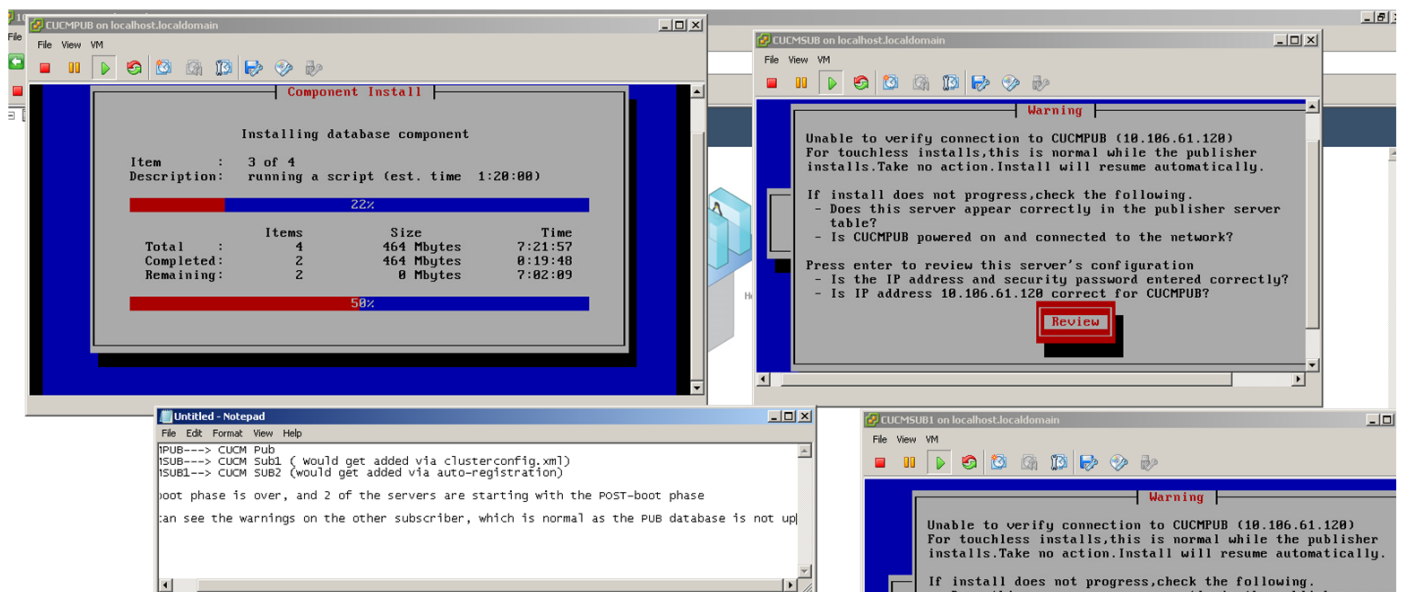 CUCMPUB on localhost.localdomain
File View VM
Component Install
Installing database component
Item : 3 of 4
Description: running a script (est. time 1:20:00)
22%
Items Size Time
Total : 4 464 Mbytes 7:21:57
Completed: 2 464 Mbytes 0:19:48
Remaining: 2 0 Mbytes 7:02:09
50%
CUCMSUB on localhost.localdomain
File View VM
Warning
Unable to verify connection to CUCMPUB (10.106.61.120)
For touchless installs,this is normal while the publisher
installs.Take no action.Install will resume automatically.
If install does not progress,check the following.
- Does this server appear correctly in the publisher server
table?
- Is CUCMPUB powered on and connected to the network?
Press enter to review this server's configuration
- Is the IP address and security password entered correctly?
- Is IP address 10.106.61.120 correct for CUCMPUB?
Review
Untitled - Notepad
File Edit Format View Help
MPUB---> CUCM Pub
MSUB---> CUCM Sub1 ( would get added via clusterconfig.xml)
MSUB1--> CUCM SUB2 (would get added via auto-registration)
boot phase is over, and 2 of the servers are starting with the POST-boot phase
can see the warnings on the other subscriber, which is normal as the PUB database is not up
CUCMSUB1 on localhost.localdomain
File View VM
Warning
Unable to verify connection to CUCMPUB (10.106.61.120)
For touchless installs,this is normal while the publisher
installs.Take no action.Install will resume automatically.
If install does not progress,check the following.